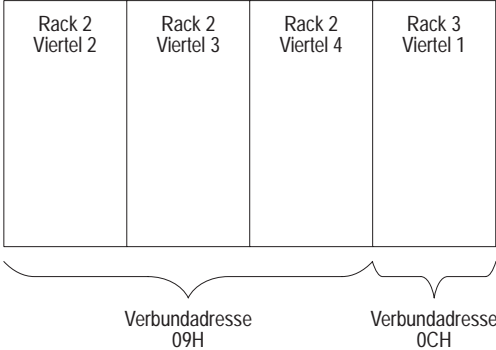 Rack 2
Viertel 2
Rack 2
Viertel 3
Rack 2
Viertel 4
Rack 3
Viertel 1
Verbundadresse
09H
Verbundadresse
0CH